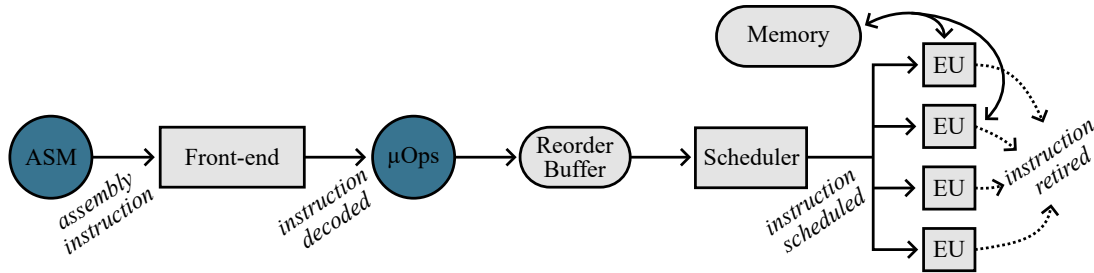 Memory
EU
ASM
Front-end
µOps
Reorder
Buffer
Scheduler
EU
EU
EU
assembly
instruction
instruction
decoded
instruction
scheduled
instruction
retired